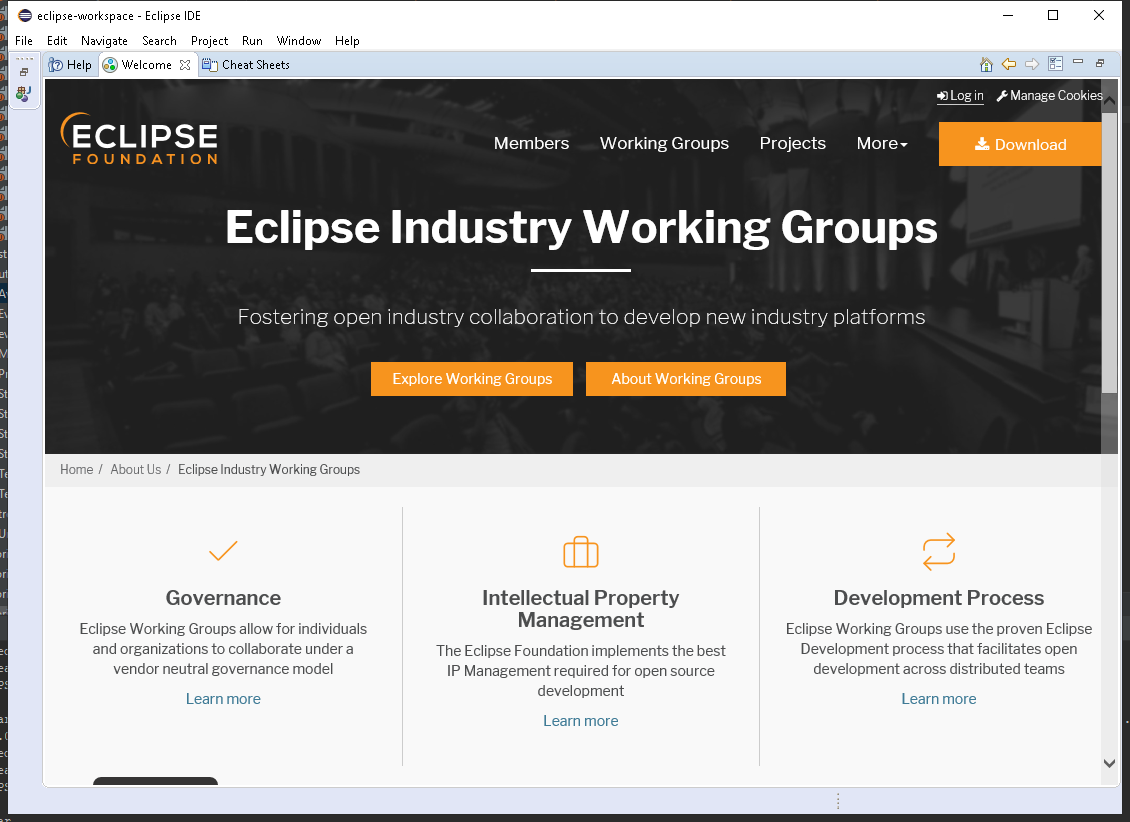 eclipse-workspace - Eclipse IDE
File Edit Navigate Search Project Run Window Help
Help Welcome Cheat Sheets
Log in Manage Cookies
ECLIPSE
FOUNDATION
Members Working Groups Projects More Download
Eclipse Industry Working Groups
Fostering open industry collaboration to develop new industry platforms
Explore Working Groups About Working Groups
Home / About Us / Eclipse Industry Working Groups
Governance
Eclipse Working Groups allow for individuals
and organizations to collaborate under a
vendor neutral governance model
Learn more
Intellectual Property
Management
The Eclipse Foundation implements the best
IP Management required for open source
development
Learn more
Development Process
Eclipse Working Groups use the proven Eclipse
Development process that facilitates open
development across distributed teams
Learn more